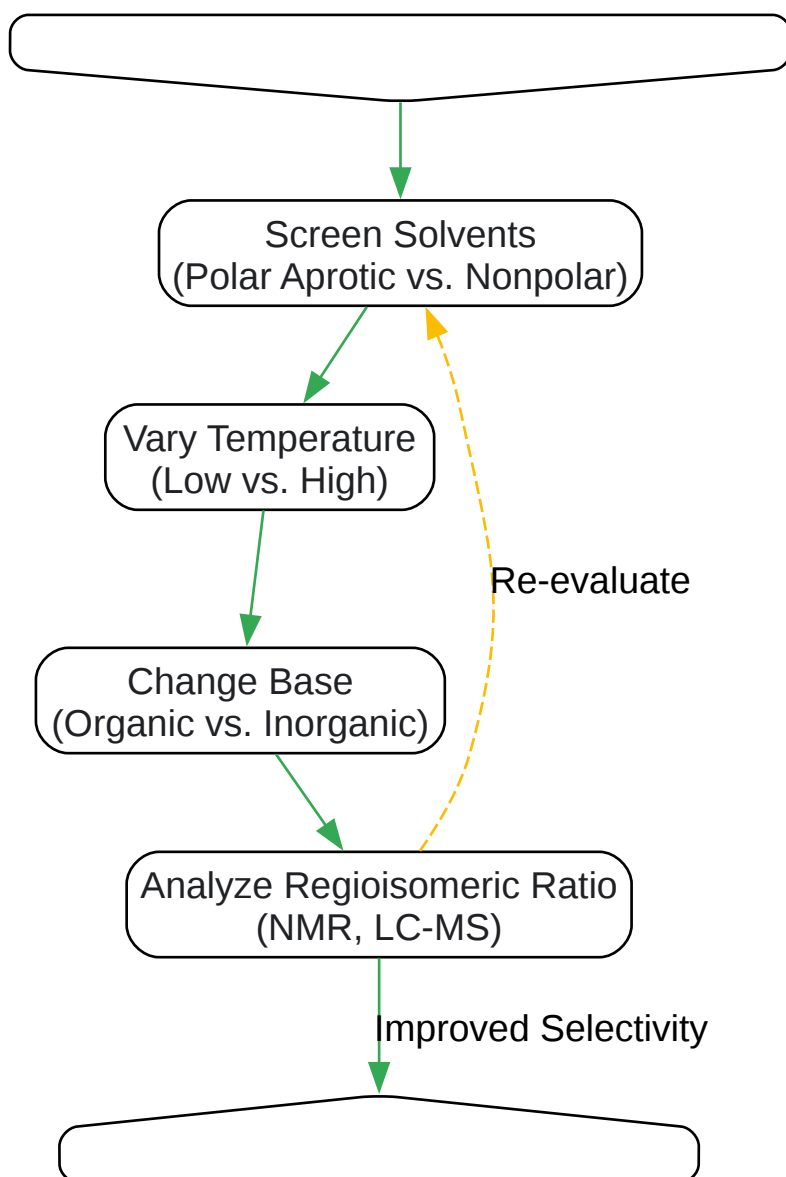 Screen Solvents
(Polar Aprotic vs. Nonpolar)
Vary Temperature
(Low vs. High)
Re-evaluate
Change Base
(Organic vs. Inorganic)
Analyze Regioisomeric Ratio
(NMR, LC-MS)
Improved Selectivity